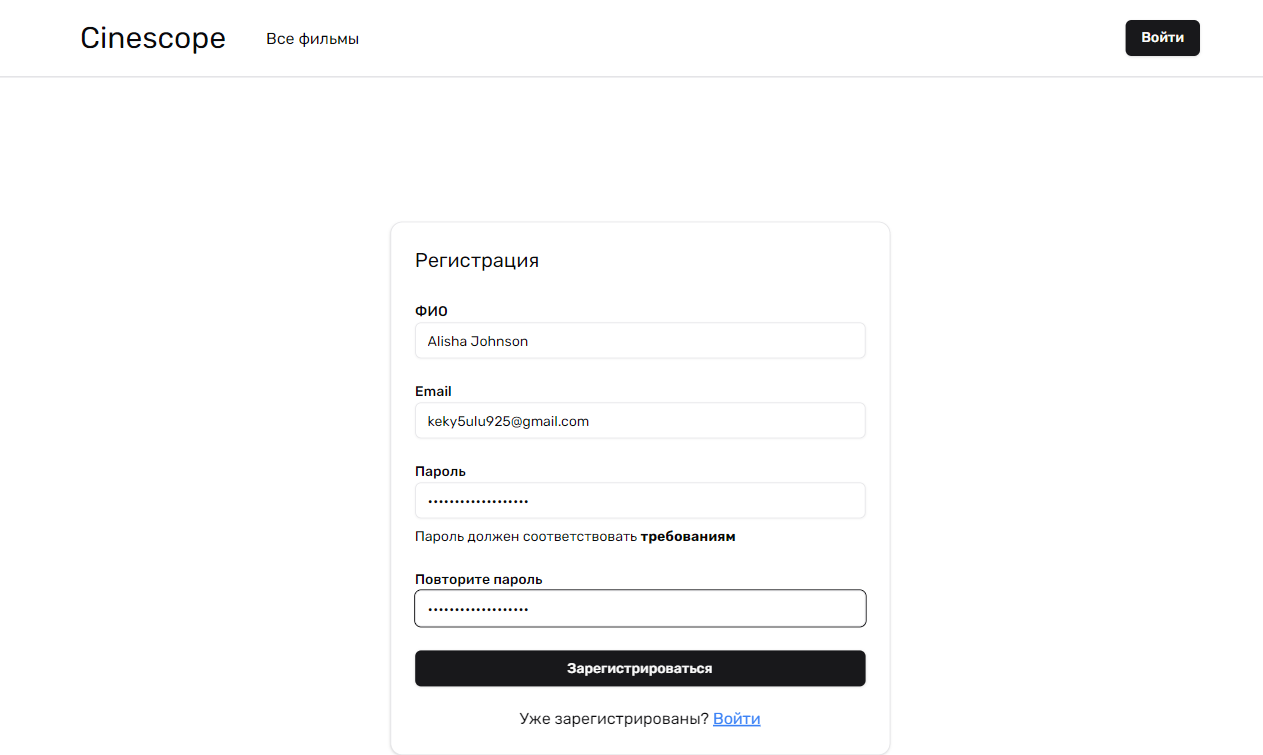 Cinescope
Все фильмы
Войти
Регистрация
ФИО
Alisha Johnson
Email
keky5ulu925@gmail.com
Пароль
•••••••••••••••••••
Пароль должен соответствовать требованиям
Повторите пароль
•••••••••••••••••••
Зарегистрироваться
Уже зарегистрированы? Войти